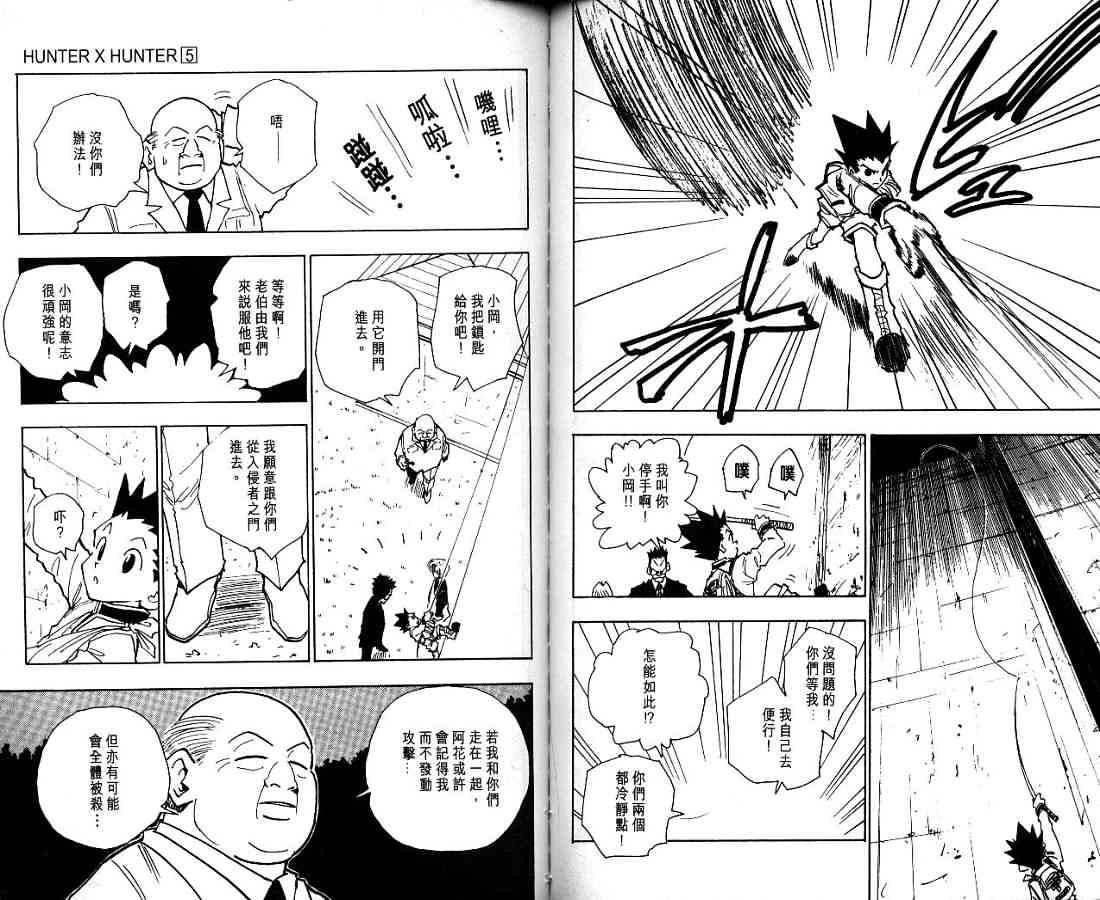 HUNTER X HUNTER 5
我叫你
停手啊!
小岡!!
噗
噗
沒問題的!
你們等我…
我自己去
便行!
怎能如此!?
你們兩個
都冷靜點!
嘰哩…
呱啦…
唔——
沒你們
辦法!
小岡,
我把鎖匙
給你吧!
用它開門
進去。
等等啊!
老伯由我們
來説服他吧!
是嗎?
小岡的意志
很頑強呢!
我願意跟你們
從入侵者之門
進去。
吓?
若我和你們
走在一起,
阿花或許
會記得我
而不發動
攻擊…
但亦有可能
會全體被殺…